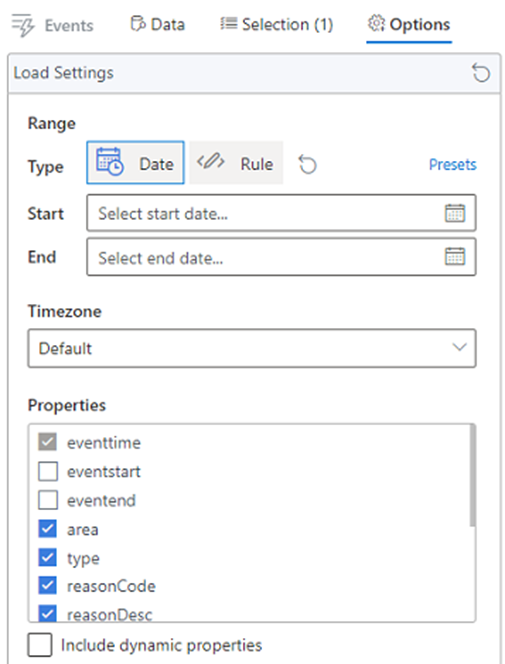 Events Data Selection (1) Options
Load Settings
Range
Type Date Rule Presets
Start Select start date...
End Select end date...
Timezone
Default
Properties
eventtime
eventstart
eventend
area
type
reasonCode
reasonDesc
Include dynamic properties